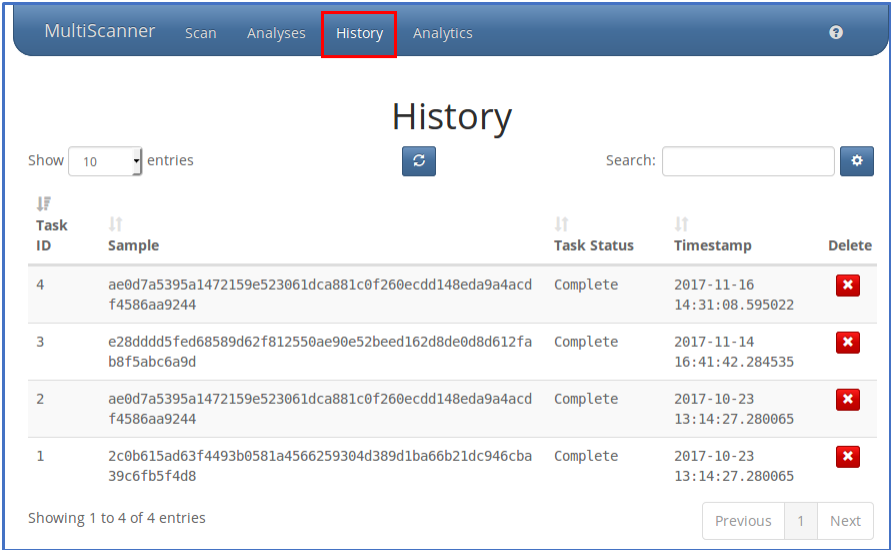 MultiScanner Scan Analyses History Analytics
History
Show 10 entries Search:
Task
ID Sample Task Status Timestamp Delete
4 ae0d7a5395a1472159e523061dca881c0f260ecdd148eda9a4acd Complete 2017-11-16
f4586aa9244 14:31:08.595022
3 e28dddd5fed68589d62f812550ae90e52beed162d8de0d8d612fa Complete 2017-11-14
b8f5abc6a9d 16:41:42.284535
2 ae0d7a5395a1472159e523061dca881c0f260ecdd148eda9a4acd Complete 2017-10-23
f4586aa9244 13:14:27.280065
1 2c0b615ad63f4493b0581a4566259304d389d1ba66b21dc946cba Complete 2017-10-23
39c6fb5f4d8 13:14:27.280065
Showing 1 to 4 of 4 entries Previous 1 Next